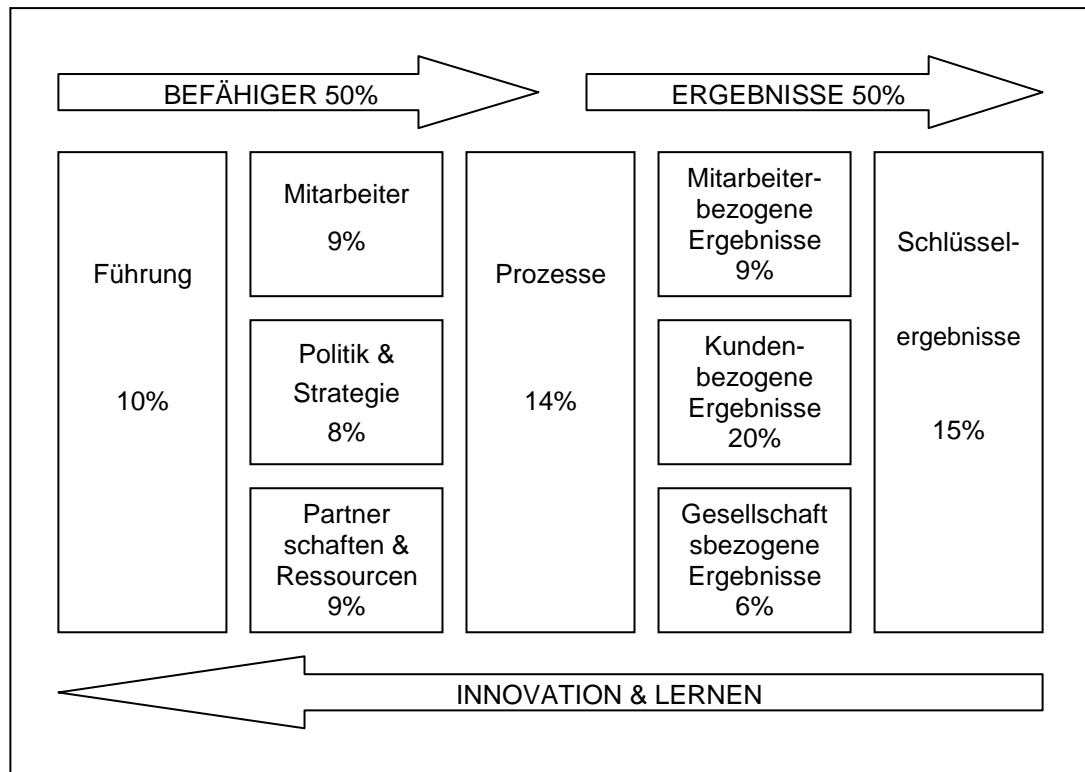 BEFÄHIGER 50%
ERGEBNISSE 50%
Führung
10%
Mitarbeiter
9%
Politik &
Strategie
8%
Partner
schaften &
Ressourcen
9%
Prozesse
14%
Mitarbeiter-
bezogene
Ergebnisse
9%
Kunden-
bezogene
Ergebnisse
20%
Gesellschaft
sbezogene
Ergebnisse
6%
Schlüssel-
ergebnisse
15%
INNOVATION & LERNEN